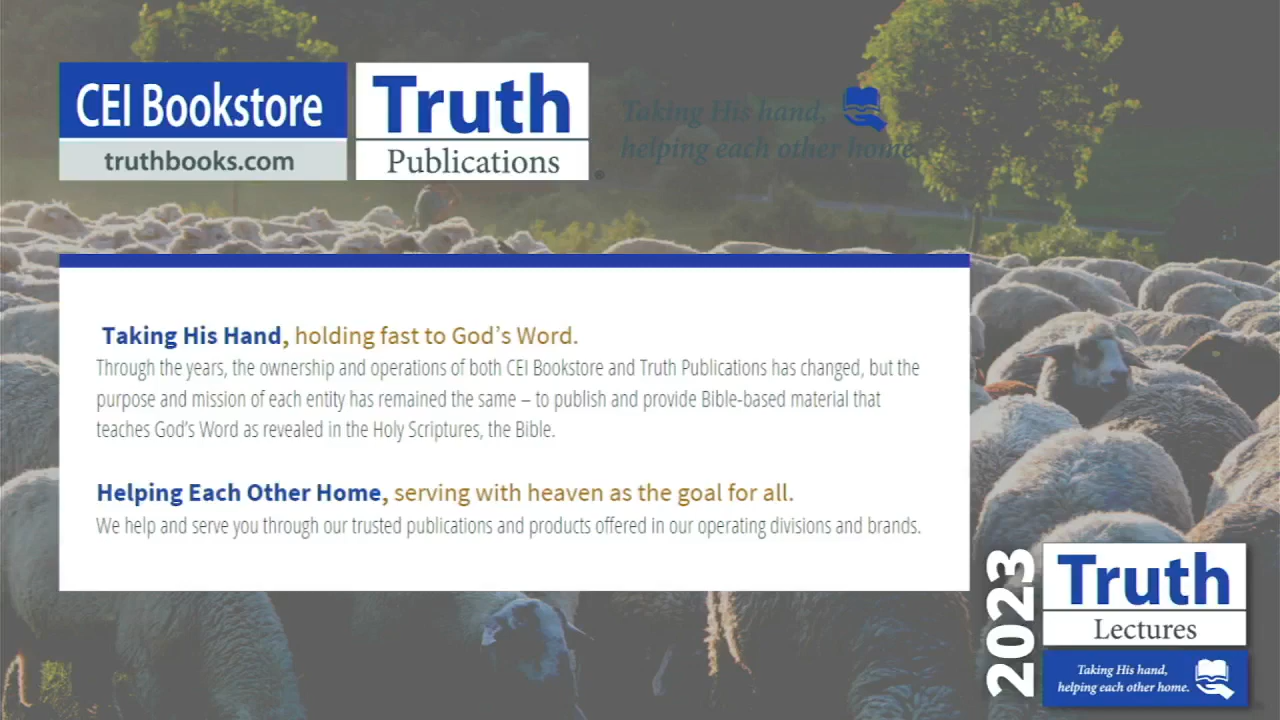 CEI Bookstore
truthbooks.com
Truth
Publications
®
Taking His hand,
helping each other home.
Taking His Hand, holding fast to God's Word.
Through the years, the ownership and operations of both CEI Bookstore and Truth Publications has changed, but the
purpose and mission of each entity has remained the same – to publish and provide Bible-based material that
teaches God's Word as revealed in the Holy Scriptures, the Bible.
Helping Each Other Home, serving with heaven as the goal for all.
We help and serve you through our trusted publications and products offered in our operating divisions and brands.
2023
Truth
Lectures
Taking His hand,
helping each other home.